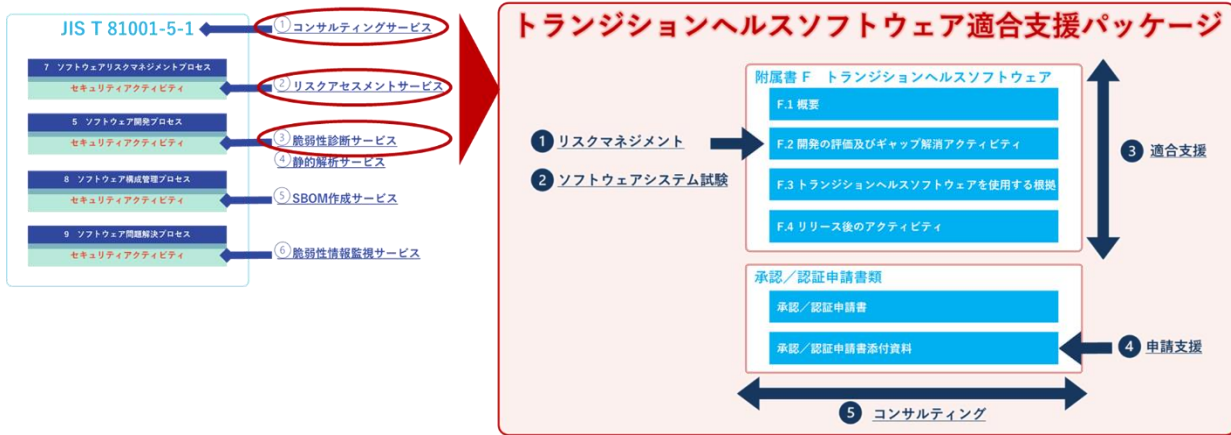 JIS T 81001-5-1
① コンサルティングサービス
7 ソフトウェアリスクマネジメントプロセス
セキュリティアクティビティ
② リスクアセスメントサービス
5 ソフトウェア開発プロセス
セキュリティアクティビティ
③ 脆弱性診断サービス
④ 静的解析サービス
8 ソフトウェア構成管理プロセス
セキュリティアクティビティ
⑤ SBOM作成サービス
9 ソフトウェア問題解決プロセス
セキュリティアクティビティ
⑥ 脆弱性情報監視サービス
トランジションヘルスソフトウェア適合支援パッケージ
附属書 F トランジションヘルスソフトウェア
F.1 概要
F.2 開発の評価及びギャップ解消アクティビティ
F.3 トランジションヘルスソフトウェアを使用する根拠
F.4 リリース後のアクティビティ
❶ リスクマネジメント
❷ ソフトウェアシステム試験
❸ 適合支援
承認／認証申請書類
承認／認証申請書
承認／認証申請書添付資料
❹ 申請支援
❺ コンサルティング